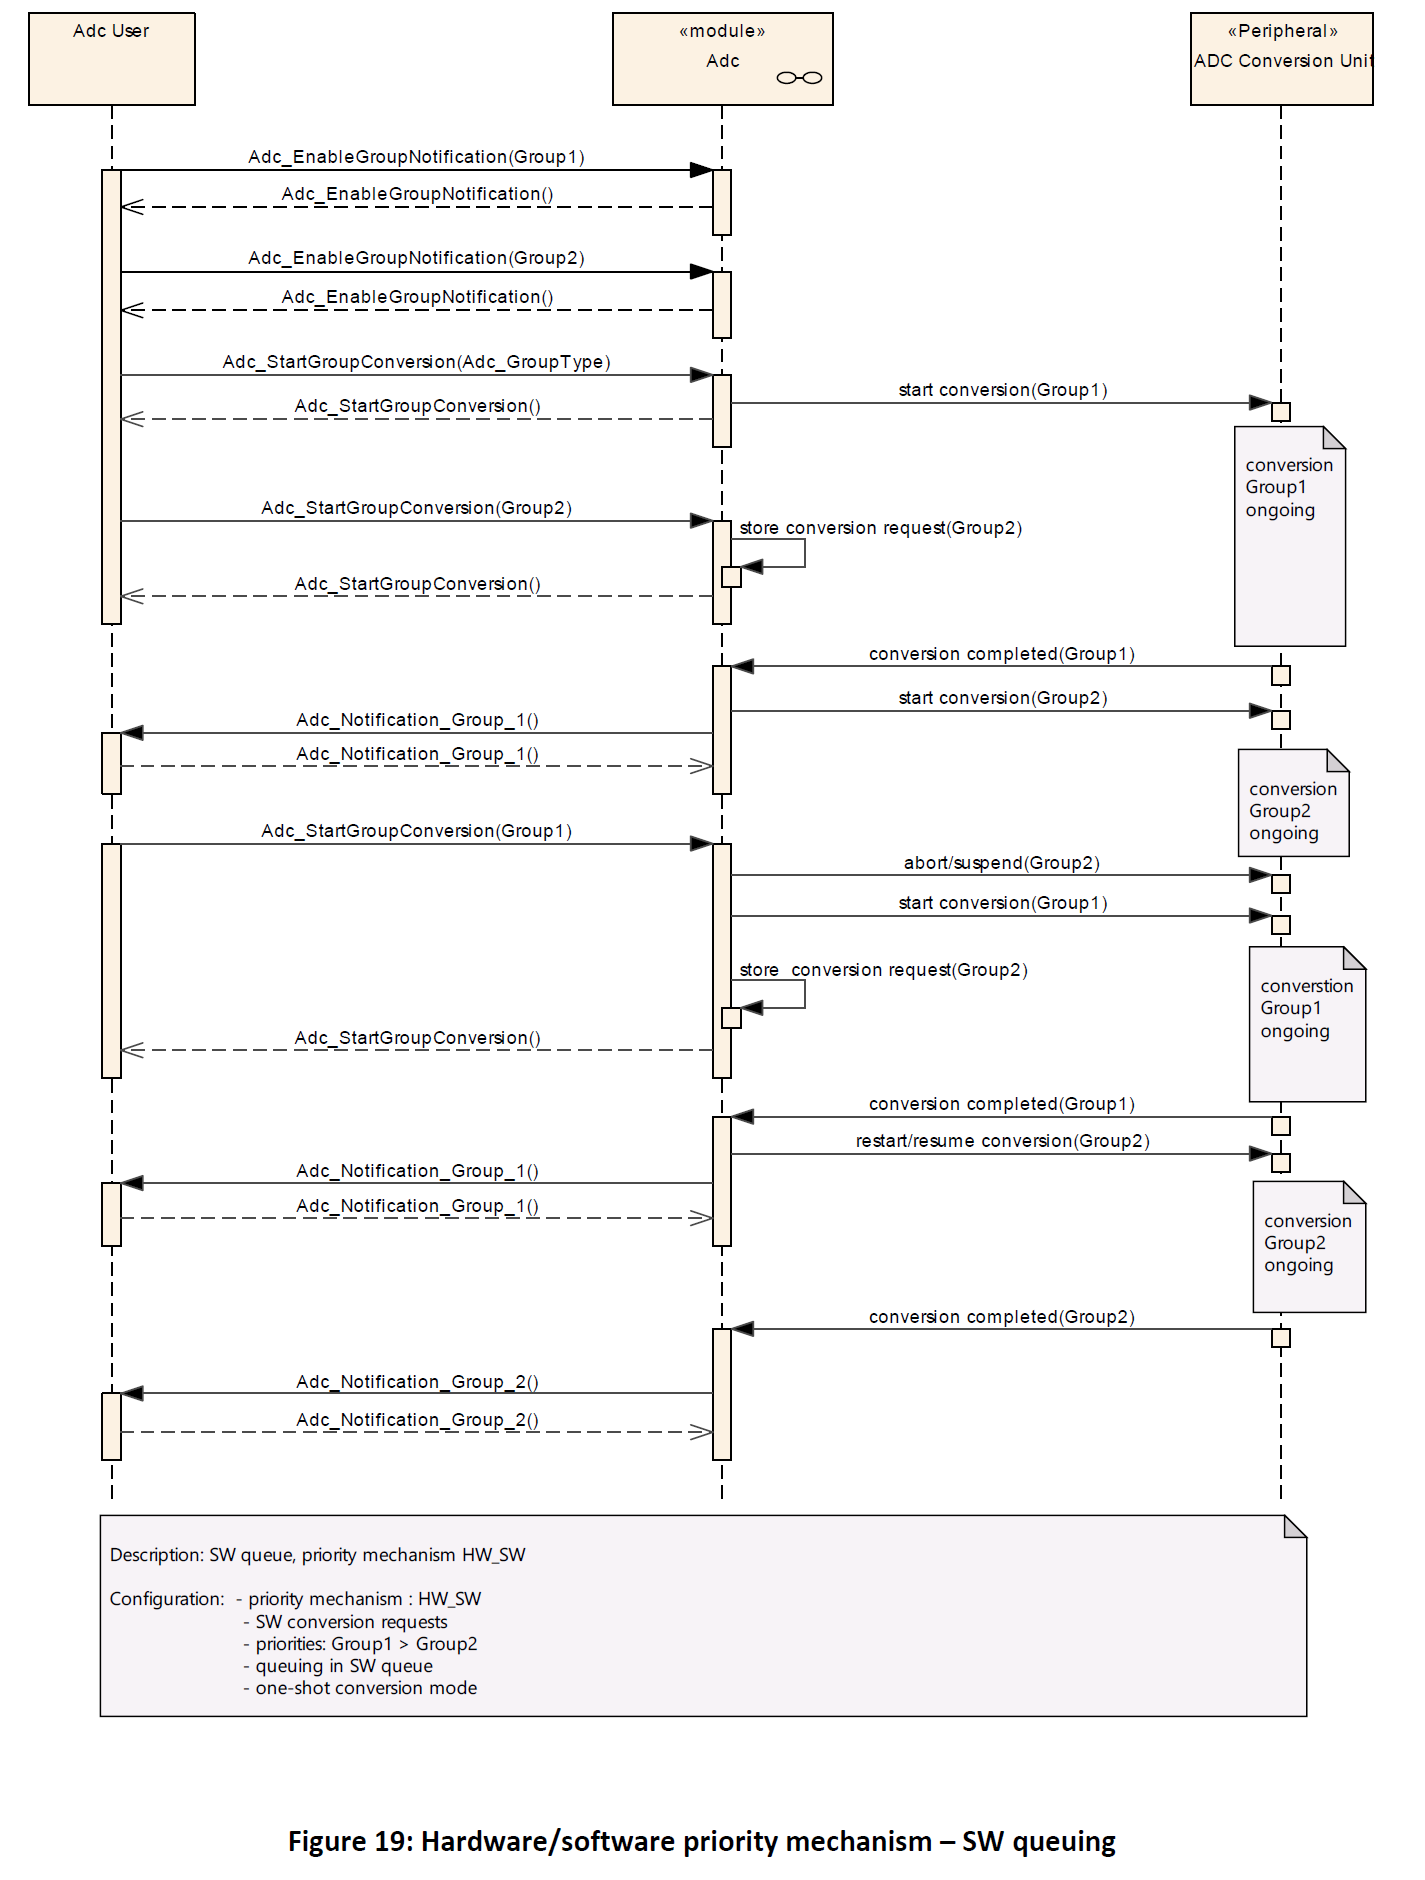 Adc User
«module»
Adc
«Peripheral»
ADC Conversion Unit
Adc_EnableGroupNotification(Group1)
Adc_EnableGroupNotification()
Adc_EnableGroupNotification(Group2)
Adc_EnableGroupNotification()
Adc_StartGroupConversion(Adc_GroupType)
start conversion(Group1)
Adc_StartGroupConversion()
conversion
Group1
ongoing
Adc_StartGroupConversion(Group2)
store conversion request(Group2)
Adc_StartGroupConversion()
conversion completed(Group1)
start conversion(Group2)
Adc_Notification_Group_1()
Adc_Notification_Group_1()
conversion
Group2
ongoing
Adc_StartGroupConversion(Group1)
abort/suspend(Group2)
start conversion(Group1)
store conversion request(Group2)
converstion
Group1
ongoing
Adc_StartGroupConversion()
conversion completed(Group1)
restart/resume conversion(Group2)
Adc_Notification_Group_1()
Adc_Notification_Group_1()
conversion
Group2
ongoing
conversion completed(Group2)
Adc_Notification_Group_2()
Adc_Notification_Group_2()
Description: SW queue, priority mechanism HW_SW
Configuration: - priority mechanism : HW_SW
- SW conversion requests
- priorities: Group1 > Group2
- queuing in SW queue
- one-shot conversion mode
Figure 19: Hardware/software priority mechanism – SW queuing